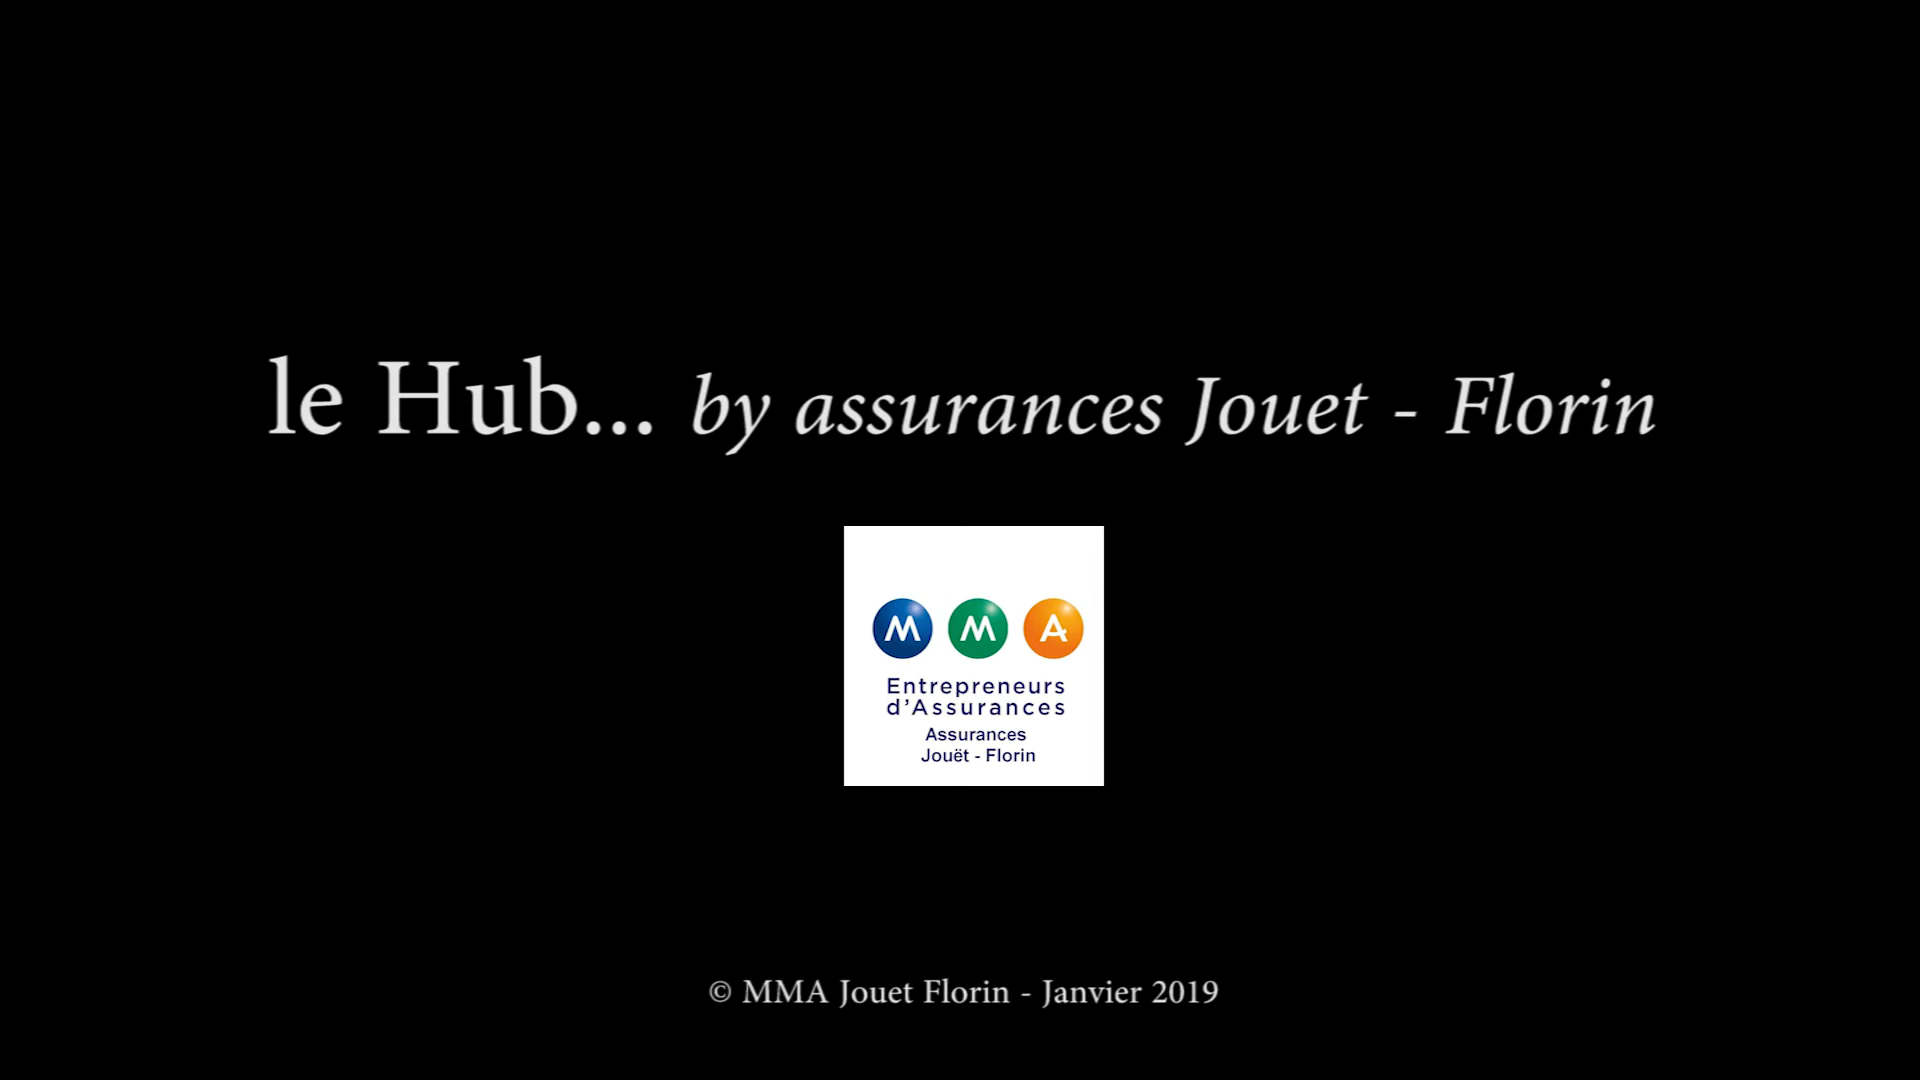 le Hub... by assurances Jouet - Florin
MMA
Entrepreneurs
d'Assurances
Assurances
Jouët - Florin
© MMA Jouet Florin - Janvier 2019